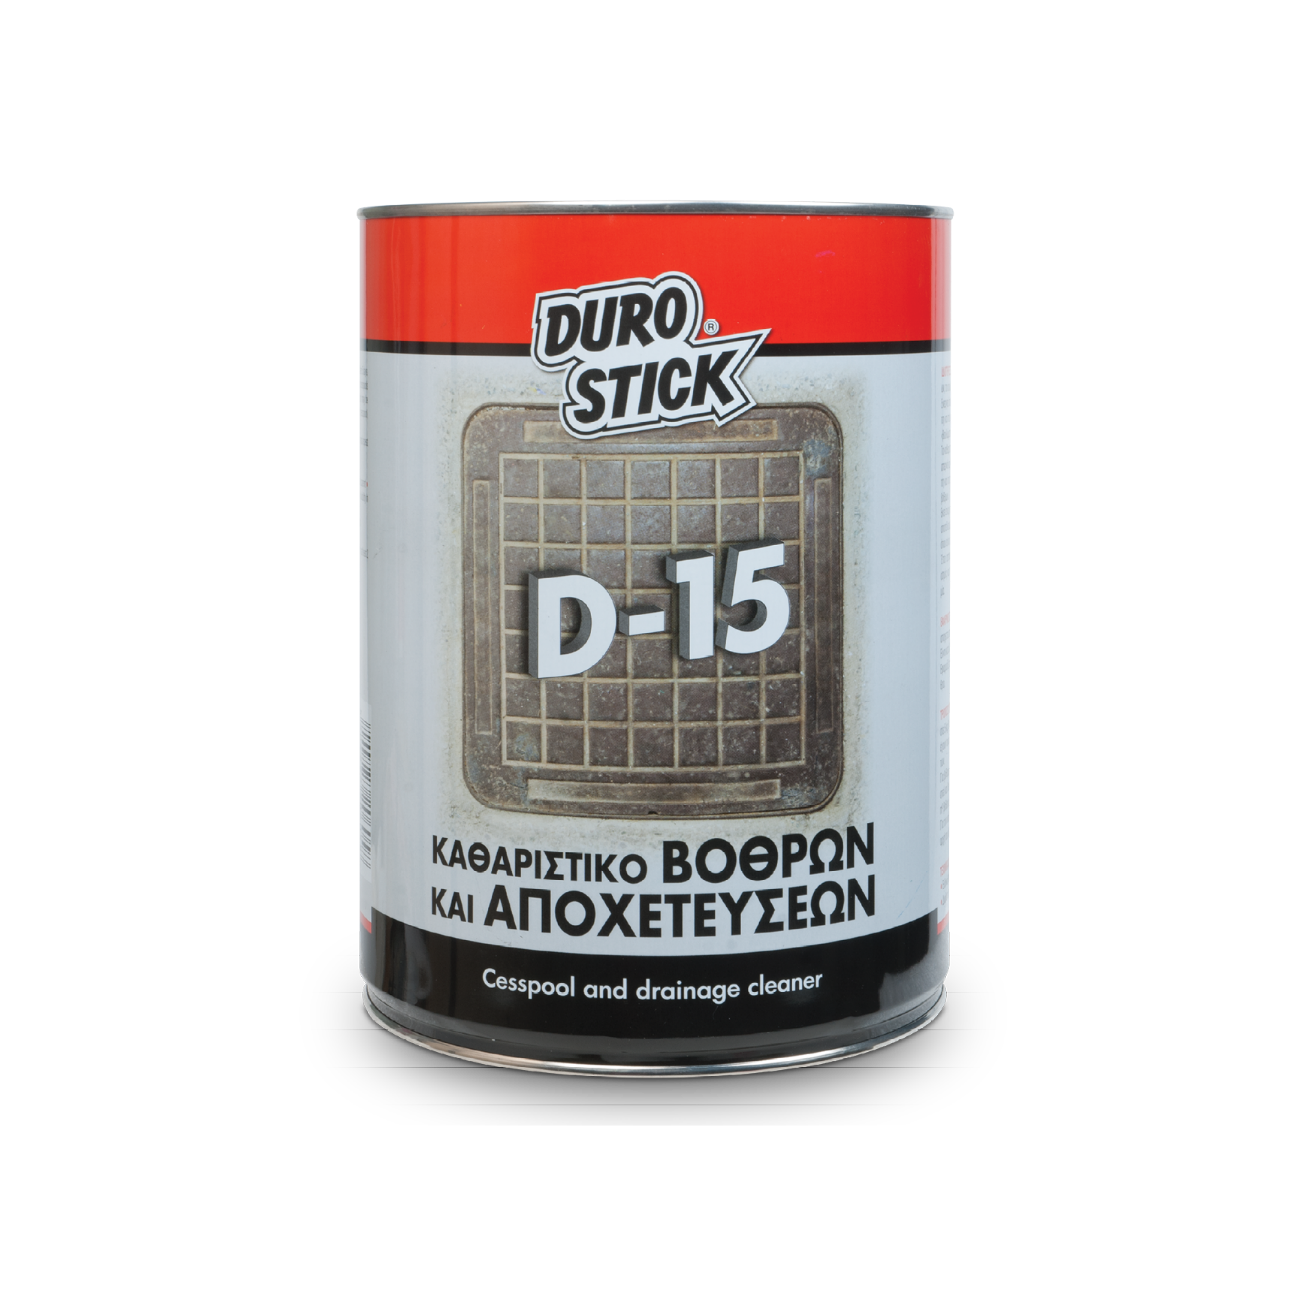 DURO
STICK
®
D-15
ΚΑΘΑΡΙΣΤΙΚΟ ΒΟΘΡΩΝ
ΚΑΙ ΑΠΟΧΕΤΕΥΣΕΩΝ
Cesspool and drainage cleaner